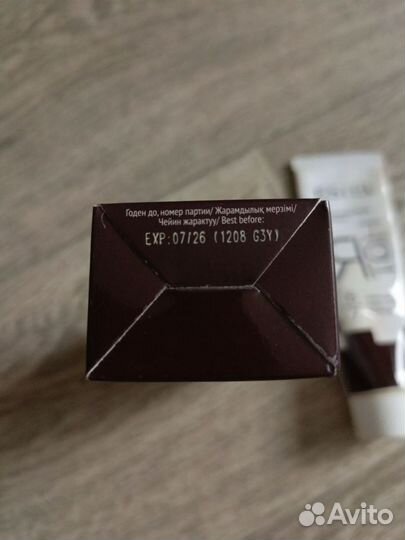 Годен до, номер партии/ Жарамдылық мерзімі/
Чейин жарактуу/ Best before:
EXP:07/26 (1208 G3Y)
Avito